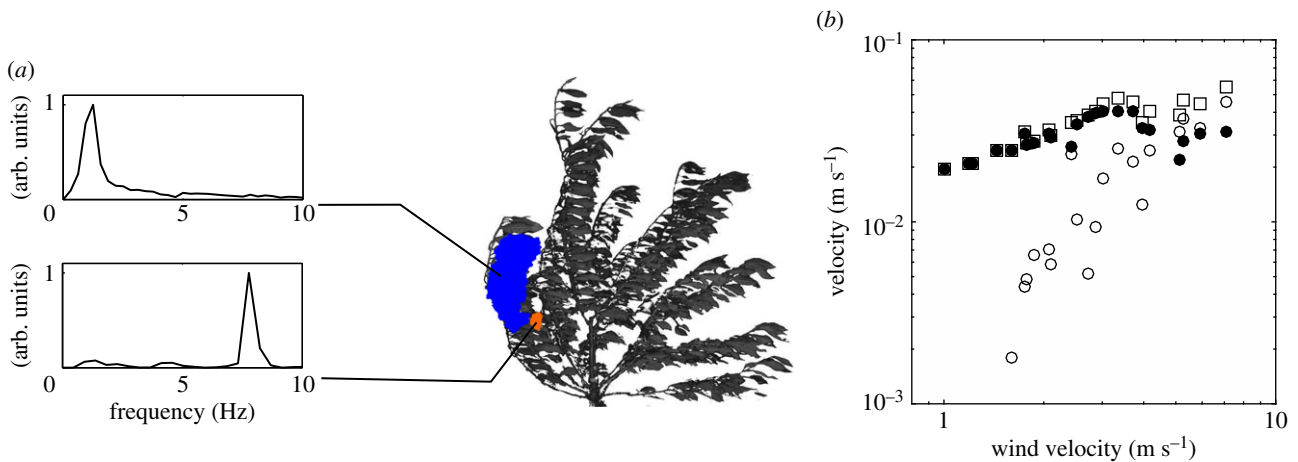 (a)
1
(arb. units)
0 5 10
1
(arb. units)
0 5 10
frequency (Hz)
(b)
10⁻¹
10⁻²
10⁻³
velocity (m s⁻¹)
1 10
wind velocity (m s⁻¹)